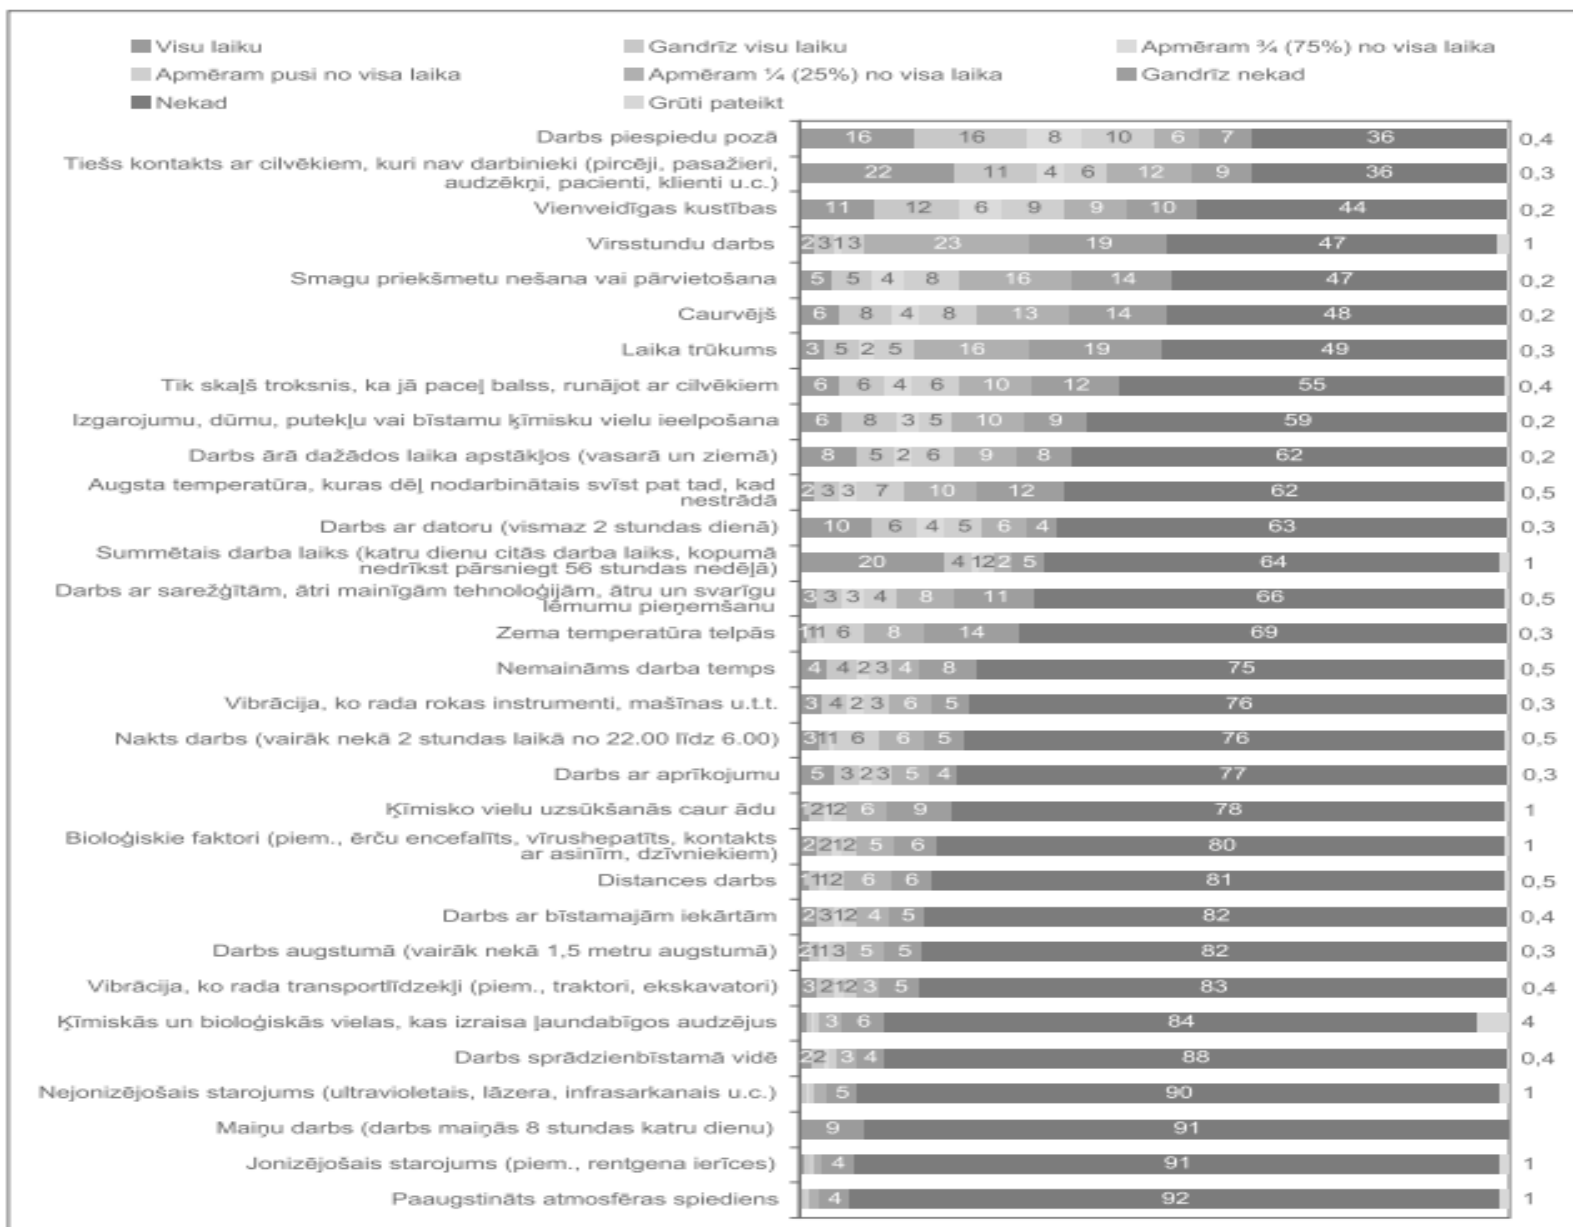 Visu laiku
Gandrīz visu laiku
Apmēram ¾ (75%) no visa laika
Apmēram pusi no visa laika
Apmēram ¼ (25%) no visa laika
Gandrīz nekad
Nekad
Grūti pateikt
Darbs piespiedu pozā 16 16 8 10 6 7 36 0,4
Tiešs kontakts ar cilvēkiem, kuri nav darbinieki (pircēji, pasažieri,
audzēkņi, pacienti, klienti u.c.) 22 11 4 6 12 9 36 0,3
Vienveidīgas kustības 11 12 6 9 9 10 44 0,2
Virsstundu darbs 2 3 1 3 23 19 47 1
Smagu priekšmetu nešana vai pārvietošana 5 5 4 8 16 14 47 0,2
Caurvējš 6 8 4 8 13 14 48 0,2
Laika trūkums 3 5 2 5 16 19 49 0,3
Tik skaļš troksnis, ka jā paceļ balss, runājot ar cilvēkiem 6 6 4 6 10 12 55 0,4
Izgarojumu, dūmu, putekļu vai bīstamu ķīmisku vielu ieelpošana 6 8 3 5 10 9 59 0,2
Darbs ārā dažādos laika apstākļos (vasarā un ziemā) 8 5 2 6 9 8 62 0,2
Augsta temperatūra, kuras dēļ nodarbinātais svīst pat tad, kad
nestrādā 2 3 3 7 10 12 62 0,5
Darbs ar datoru (vismaz 2 stundas dienā) 10 6 4 5 6 4 63 0,3
Summētais darba laiks (katru dienu citās darba laiks, kopumā
nedrīkst pārsniegt 56 stundas nedēļā) 20 4 1 2 2 5 64 1
Darbs ar sarežģītām, ātri mainīgām tehnoloģijām, ātru un svarīgu
lēmumu pieņemšanu 3 3 3 4 8 11 66 0,5
Zema temperatūra telpās 1 1 1 6 8 14 69 0,3
Nemaināms darba temps 4 4 2 3 4 8 75 0,5
Vibrācija, ko rada rokas instrumenti, mašīnas u.t.t. 3 4 2 3 6 5 76 0,3
Nakts darbs (vairāk nekā 2 stundas laikā no 22.00 līdz 6.00) 3 1 1 6 6 5 76 0,5
Darbs ar aprīkojumu 5 3 2 3 5 4 77 0,3
Ķīmisko vielu uzsūkšanās caur ādu 1 2 1 2 6 9 78 1
Bioloģiskie faktori (piem., ērču encefalīts, vīrushepatīts, kontakts
ar asinīm, dzīvniekiem) 2 2 1 2 5 6 80 1
Distances darbs 1 1 1 2 6 6 81 0,5
Darbs ar bīstamajām iekārtām 2 3 1 2 4 5 82 0,4
Darbs augstumā (vairāk nekā 1,5 metru augstumā) 2 1 1 3 5 5 82 0,3
Vibrācija, ko rada transportlīdzekļi (piem., traktori, ekskavatori) 3 2 1 2 3 5 83 0,4
Ķīmiskās un bioloģiskās vielas, kas izraisa ļaundabīgos audzējus 3 6 84 4
Darbs sprādzienbīstamā vidē 2 2 3 4 88 0,4
Nejonizējošais starojums (ultravioletais, lāzera, infrasarkanais u.c.) 5 90 1
Maiņu darbs (darbs maiņās 8 stundas katru dienu) 9 91
Jonizējošais starojums (piem., rentgena ierīces) 4 91 1
Paaugstināts atmosfēras spiediens 4 92 1